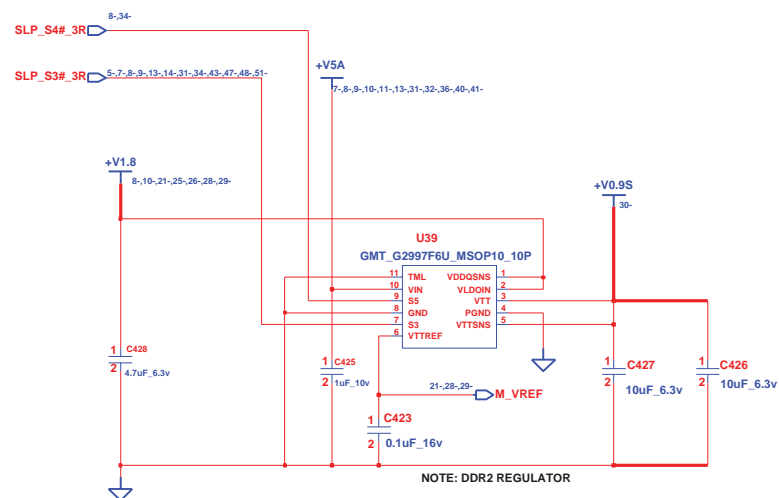 SLP_S4#_3R
8-,34-
SLP_S3#_3R
5-,7-,8-,9-,13-,14-,31-,34-,43-,47-,48-,51-
+V5A
7-,8-,9-,10-,11-,13-,31-,32-,36-,40-,41-
+V1.8
8-,10-,21-,25-,26-,28-,29-
+V0.9S
30-
U39
GMT_G2997F6U_MSOP10_10P
11 TML VDDQSNS 1
10 VIN VLDOIN 2
9 S5 VTT 3
8 GND PGND 4
7 S3 VTTSNS 5
6 VTTREF
1 C428
2 4.7uF_6.3v
1 C425
2 1uF_10v
1 C427
2 10uF_6.3v
1 C426
2 10uF_6.3v
21-,28-,29-
M_VREF
1 C423
2 0.1uF_16v
NOTE: DDR2 REGULATOR